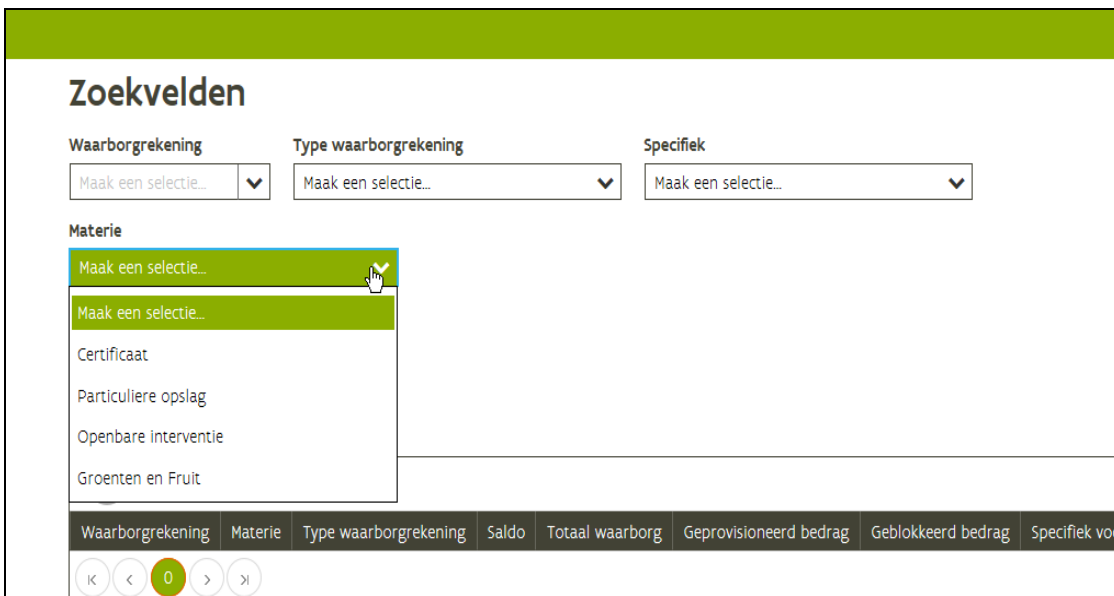 Zoekvelden
Waarborgrekening Type waarborgrekening Specifiek
Maak een selectie... Maak een selectie... Maak een selectie...
Materie
Maak een selectie...
Maak een selectie...
Certificaat
Particuliere opslag
Openbare interventie
Groenten en Fruit
Waarborgrekening Materie Type waarborgrekening Saldo Totaal waarborg Geprovisioneerd bedrag Geblokkeerd bedrag Specifiek vo
0